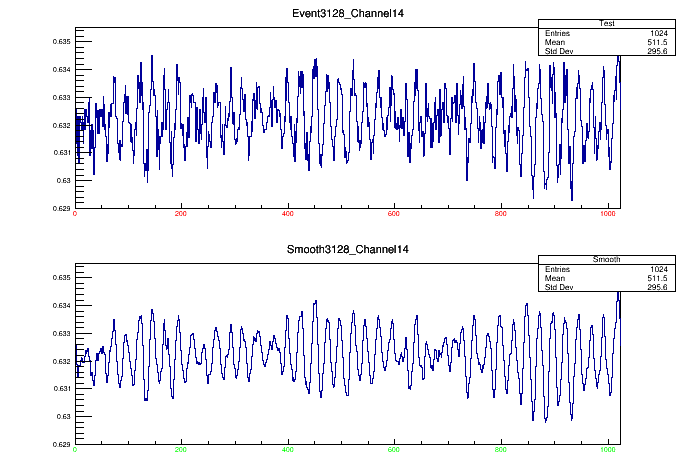 Event3128_Channel14
Test
Entries 1024
Mean 511.5
Std Dev 295.6
0.635
0.634
0.633
0.632
0.631
0.63
0.629
0 200 400 600 800 1000
Smooth3128_Channel14
Smooth
Entries 1024
Mean 511.5
Std Dev 295.6
0.635
0.634
0.633
0.632
0.631
0.63
0.629
0 200 400 600 800 1000